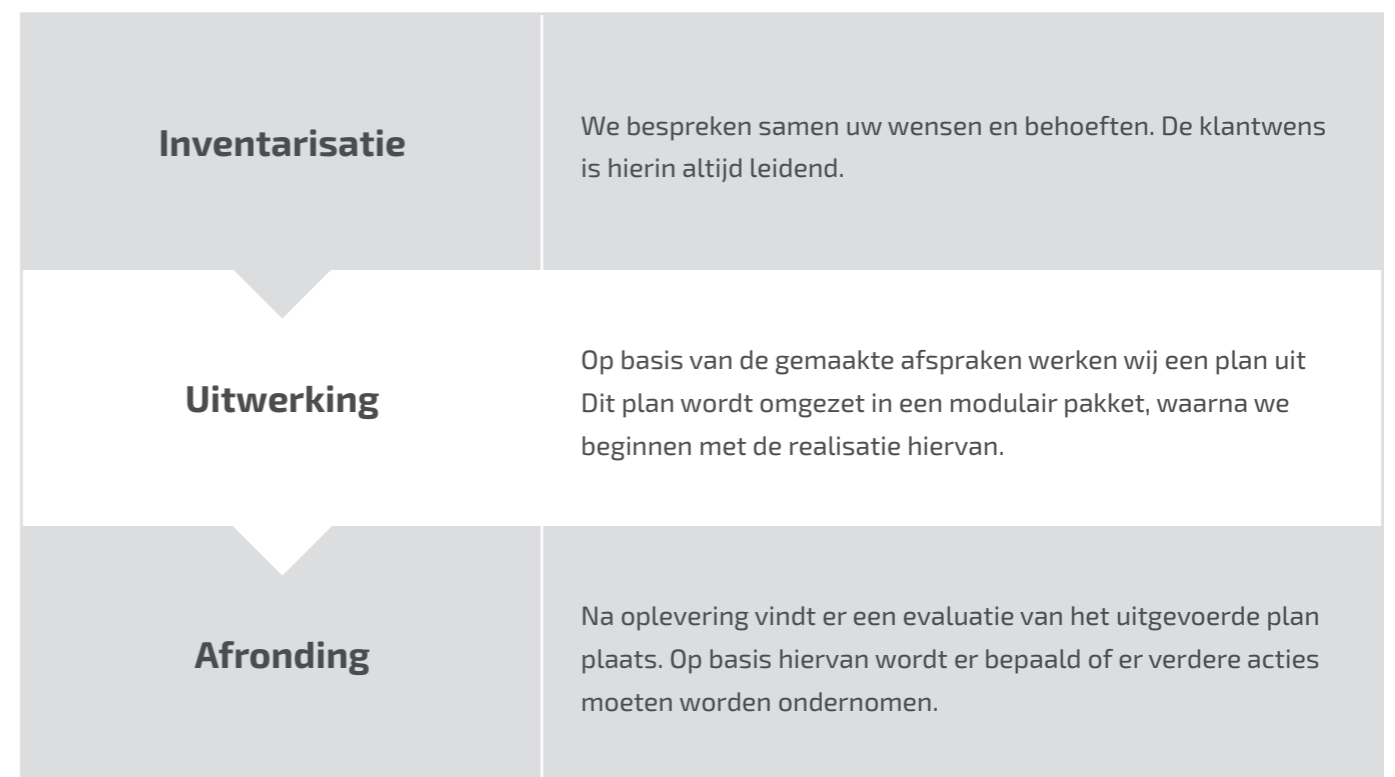 Inventarisatie
We bespreken samen uw wensen en behoeften. De klantwens
is hierin altijd leidend.
Uitwerking
Op basis van de gemaakte afspraken werken wij een plan uit
Dit plan wordt omgezet in een modulair pakket, waarna we
beginnen met de realisatie hiervan.
Afronding
Na oplevering vindt er een evaluatie van het uitgevoerde plan
plaats. Op basis hiervan wordt er bepaald of er verdere acties
moeten worden ondernomen.